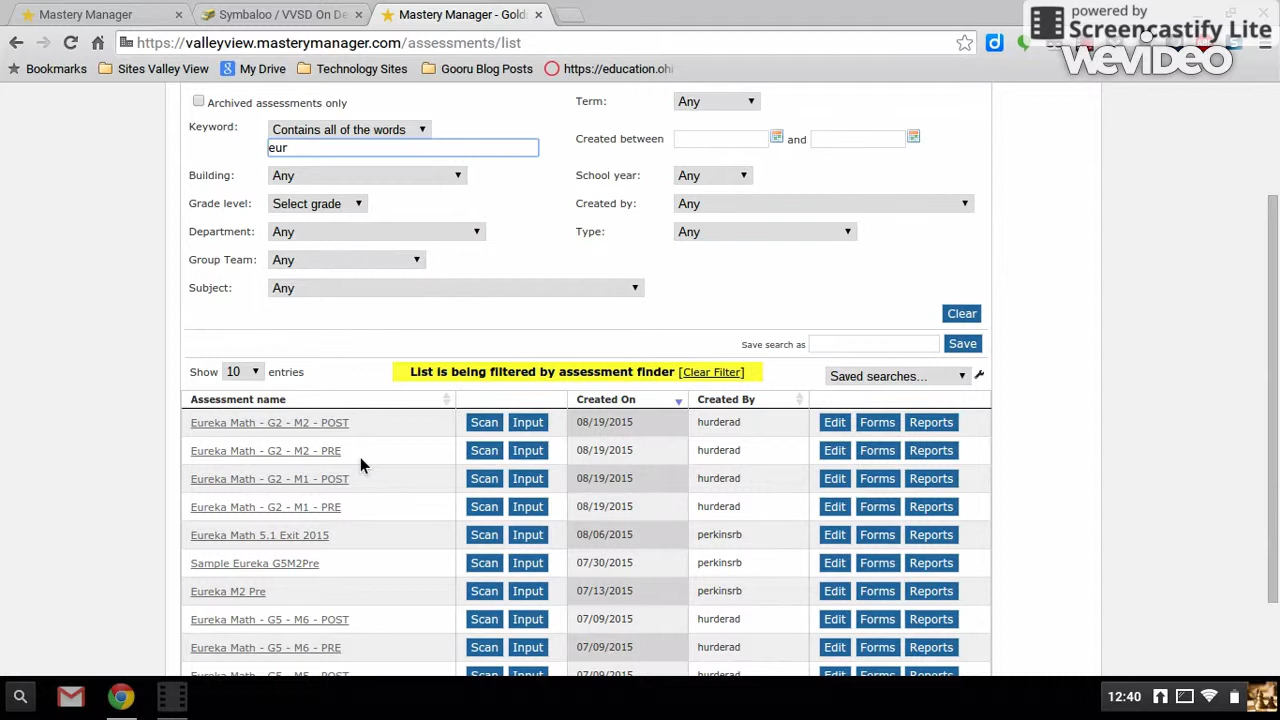 Mastery Manager
Symbaloo / VVSD On De
Mastery Manager - Gold
powered by
Screencastify Lite
https://valleyview.masterymanager.com/assessments/list
WeVideo
Bookmarks Sites Valley View My Drive Technology Sites Gooru Blog Posts https://education.ohi
Archived assessments only
Term: Any
Keyword: Contains all of the words
Created between and
eur
Building: Any
School year: Any
Grade level: Select grade
Created by: Any
Department: Any
Type: Any
Group Team: Any
Subject: Any
Clear
Save search as Save
Show 10 entries
List is being filtered by assessment finder [Clear Filter]
Saved searches...
Assessment name Created On Created By
Eureka Math - G2 - M2 - POST Scan Input 08/19/2015 hurderad Edit Forms Reports
Eureka Math - G2 - M2 - PRE Scan Input 08/19/2015 hurderad Edit Forms Reports
Eureka Math - G2 - M1 - POST Scan Input 08/19/2015 hurderad Edit Forms Reports
Eureka Math - G2 - M1 - PRE Scan Input 08/19/2015 hurderad Edit Forms Reports
Eureka Math 5.1 Exit 2015 Scan Input 08/06/2015 perkinsrb Edit Forms Reports
Sample Eureka G5M2Pre Scan Input 07/30/2015 perkinsrb Edit Forms Reports
Eureka M2 Pre Scan Input 07/13/2015 perkinsrb Edit Forms Reports
Eureka Math - G5 - M6 - POST Scan Input 07/09/2015 hurderad Edit Forms Reports
Eureka Math - G5 - M6 - PRE Scan Input 07/09/2015 hurderad Edit Forms Reports
12:40